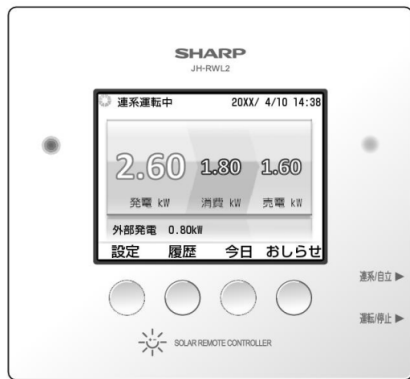 SHARP
JH-RWL2
連系運転中 20XX/ 4/10 14:38
2.60 1.80 1.60
発電 kW 消費 kW 売電 kW
外部発電 0.80kW
設定 履歴 今日 おしらせ
連系/自立 ▶
運転/停止 ▶
SOLAR REMOTE CONTROLLER